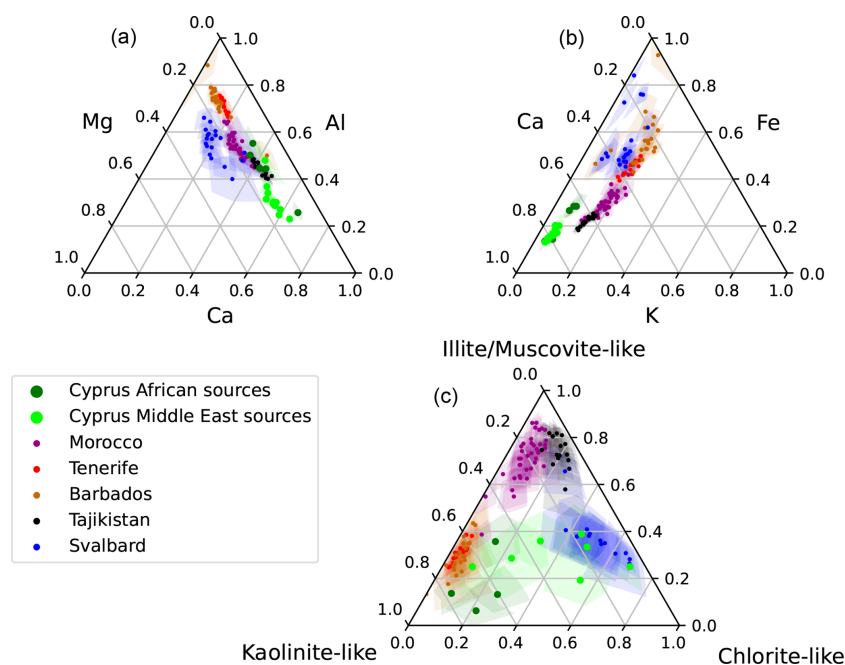 (a)
0.0
1.0
0.2
0.8
Mg
Al
0.4
0.6
0.6
0.4
0.8
0.2
1.0
0.0
0.0 0.2 0.4 0.6 0.8 1.0
Ca
(b)
0.0
1.0
0.2
0.8
Ca
Fe
0.4
0.6
0.6
0.4
0.8
0.2
1.0
0.0
0.0 0.2 0.4 0.6 0.8 1.0
K
Cyprus African sources
Cyprus Middle East sources
Morocco
Tenerife
Barbados
Tajikistan
Svalbard
Illite/Muscovite-like
(c)
0.0
1.0
0.2
0.8
0.4
0.6
0.6
0.4
0.8
0.2
1.0
0.0
0.0 0.2 0.4 0.6 0.8 1.0
Kaolinite-like
Chlorite-like